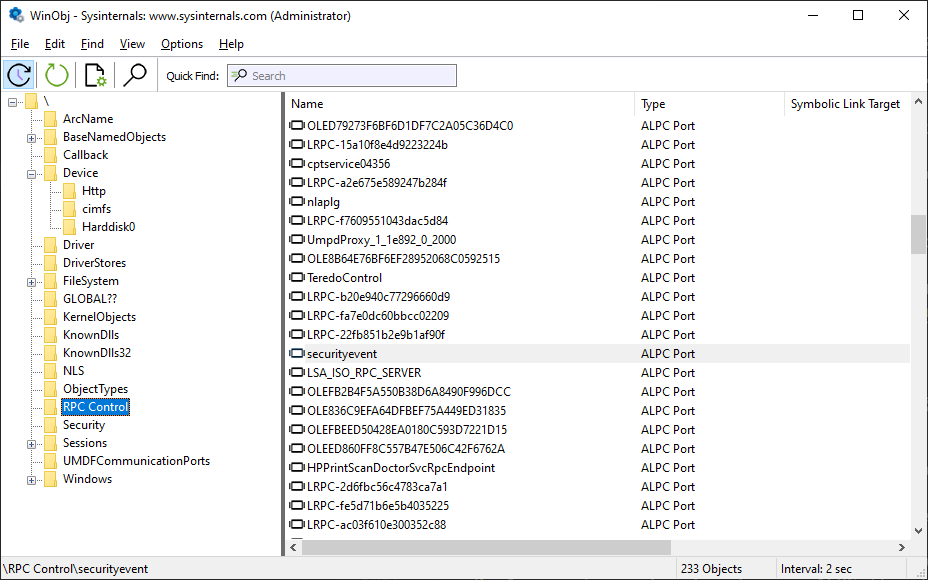 WinObj - Sysinternals: www.sysinternals.com (Administrator)
File Edit Find View Options Help
Quick Find: Search
\
ArcName
BaseNamedObjects
Callback
Device
Http
cimfs
Harddisk0
Driver
DriverStores
FileSystem
GLOBAL??
KernelObjects
KnownDlls
KnownDlls32
NLS
ObjectTypes
RPC Control
Security
Sessions
UMDFCommunicationPorts
Windows
Name Type Symbolic Link Target
OLED79273F6BF6D1DF7C2A05C36D4C0 ALPC Port
LRPC-15a10f8e4d9223224b ALPC Port
cptservice04356 ALPC Port
LRPC-a2e675e589247b284f ALPC Port
nlaplg ALPC Port
LRPC-f7609551043dac5d84 ALPC Port
UmpdProxy_1_1e892_0_2000 ALPC Port
OLE8B64E76BF6EF28952068C0592515 ALPC Port
TeredoControl ALPC Port
LRPC-b20e940c77296660d9 ALPC Port
LRPC-fa7e0dc60bbcc02209 ALPC Port
LRPC-22fb851b2e9b1af90f ALPC Port
securityevent ALPC Port
LSA_ISO_RPC_SERVER ALPC Port
OLEFB2B4F5A550B38D6A8490F996DCC ALPC Port
OLE836C9EFA64DFBEF75A449ED31835 ALPC Port
OLEFBEED50428EA0180C593D7221D15 ALPC Port
OLEED860FF8C557B47E506C42F6762A ALPC Port
HPPrintScanDoctorSvcRpcEndpoint ALPC Port
LRPC-2d6fbc56c4783ca7a1 ALPC Port
LRPC-fe5d71b6e5b4035225 ALPC Port
LRPC-ac03f610e300352c88 ALPC Port
\RPC Control\securityevent 233 Objects Interval: 2 sec